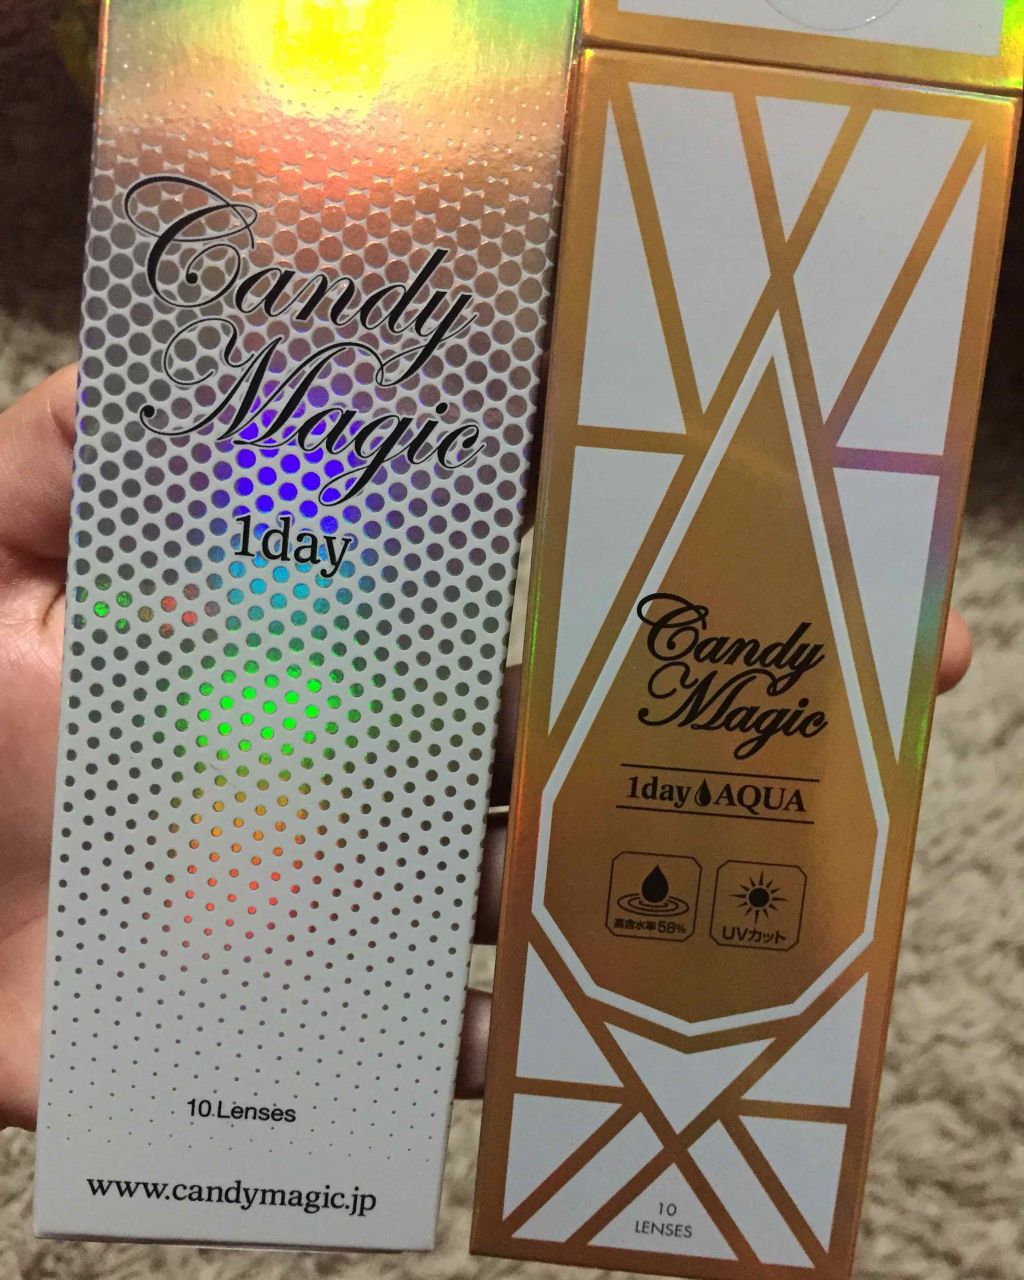 Candy
Magic
1day
10 Lenses
www.candymagic.jp
Candy
Magic
1day AQUA
高含水率58%
UVカット
10
LENSES